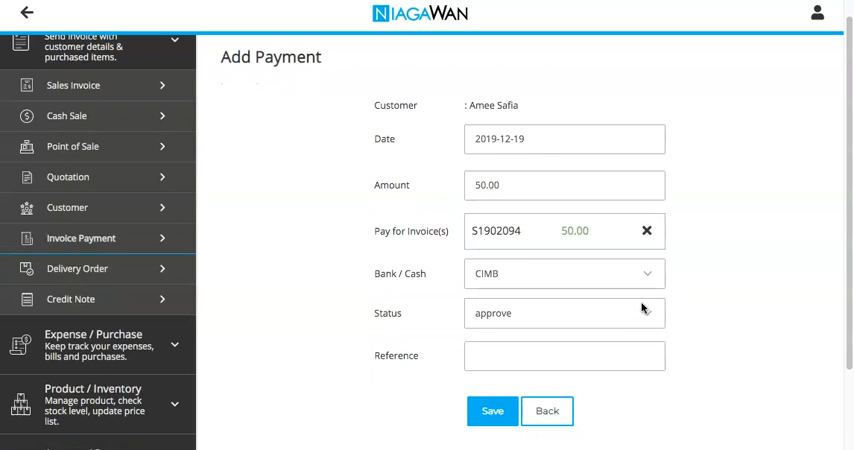 NIAGAWAN
Send invoice with
customer details &
purchased items.
Sales Invoice
Cash Sale
Point of Sale
Quotation
Customer
Invoice Payment
Delivery Order
Credit Note
Expense / Purchase
Keep track your expenses,
bills and purchases.
Product / Inventory
Manage product, check
stock level, update price
list.
Add Payment
Customer : Amee Safia
Date 2019-12-19
Amount 50.00
Pay for Invoice(s) S1902094 50.00
Bank / Cash CIMB
Status approve
Reference
Save Back